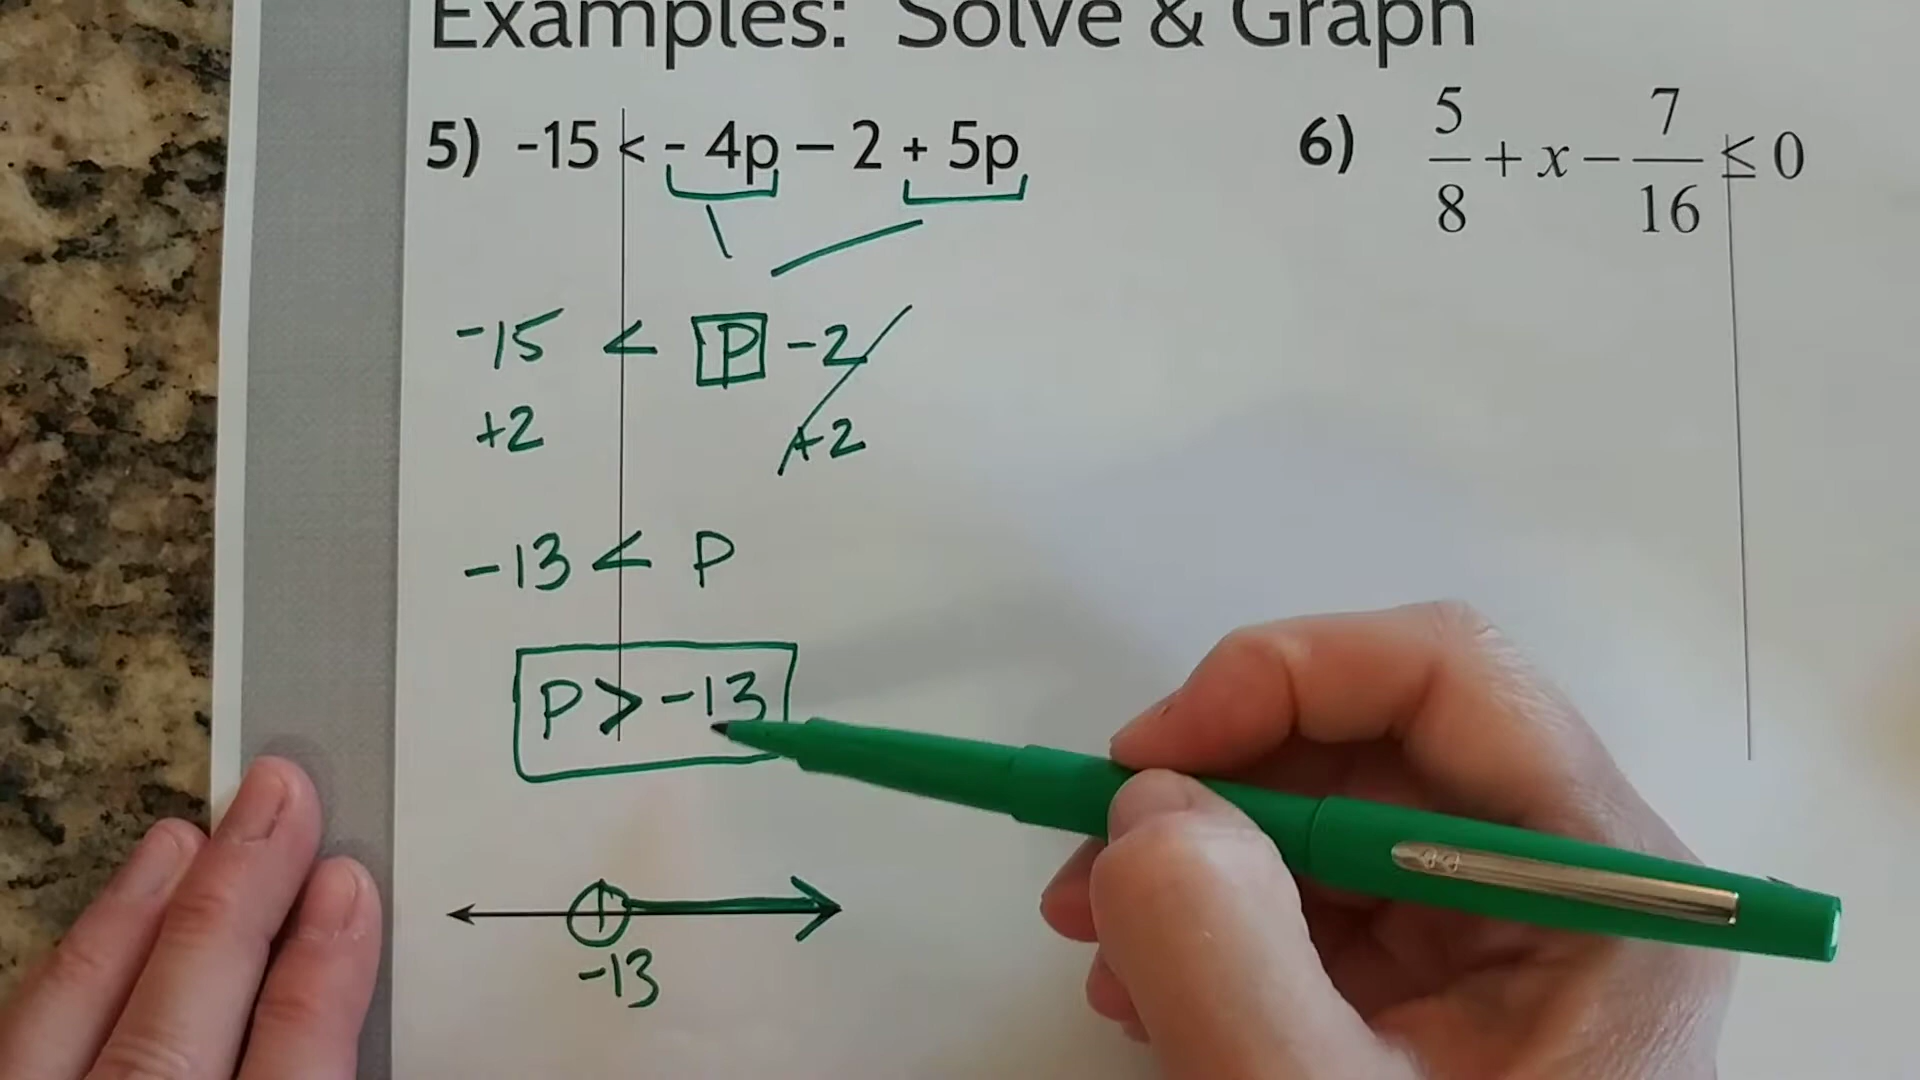 Examples: Solve & Graph
5) -15 < - 4p – 2 + 5p
-15 < P -2
+2 +2
-13 < P
P > -13
-13
6) 5/8 + x − 7/16 ≤ 0